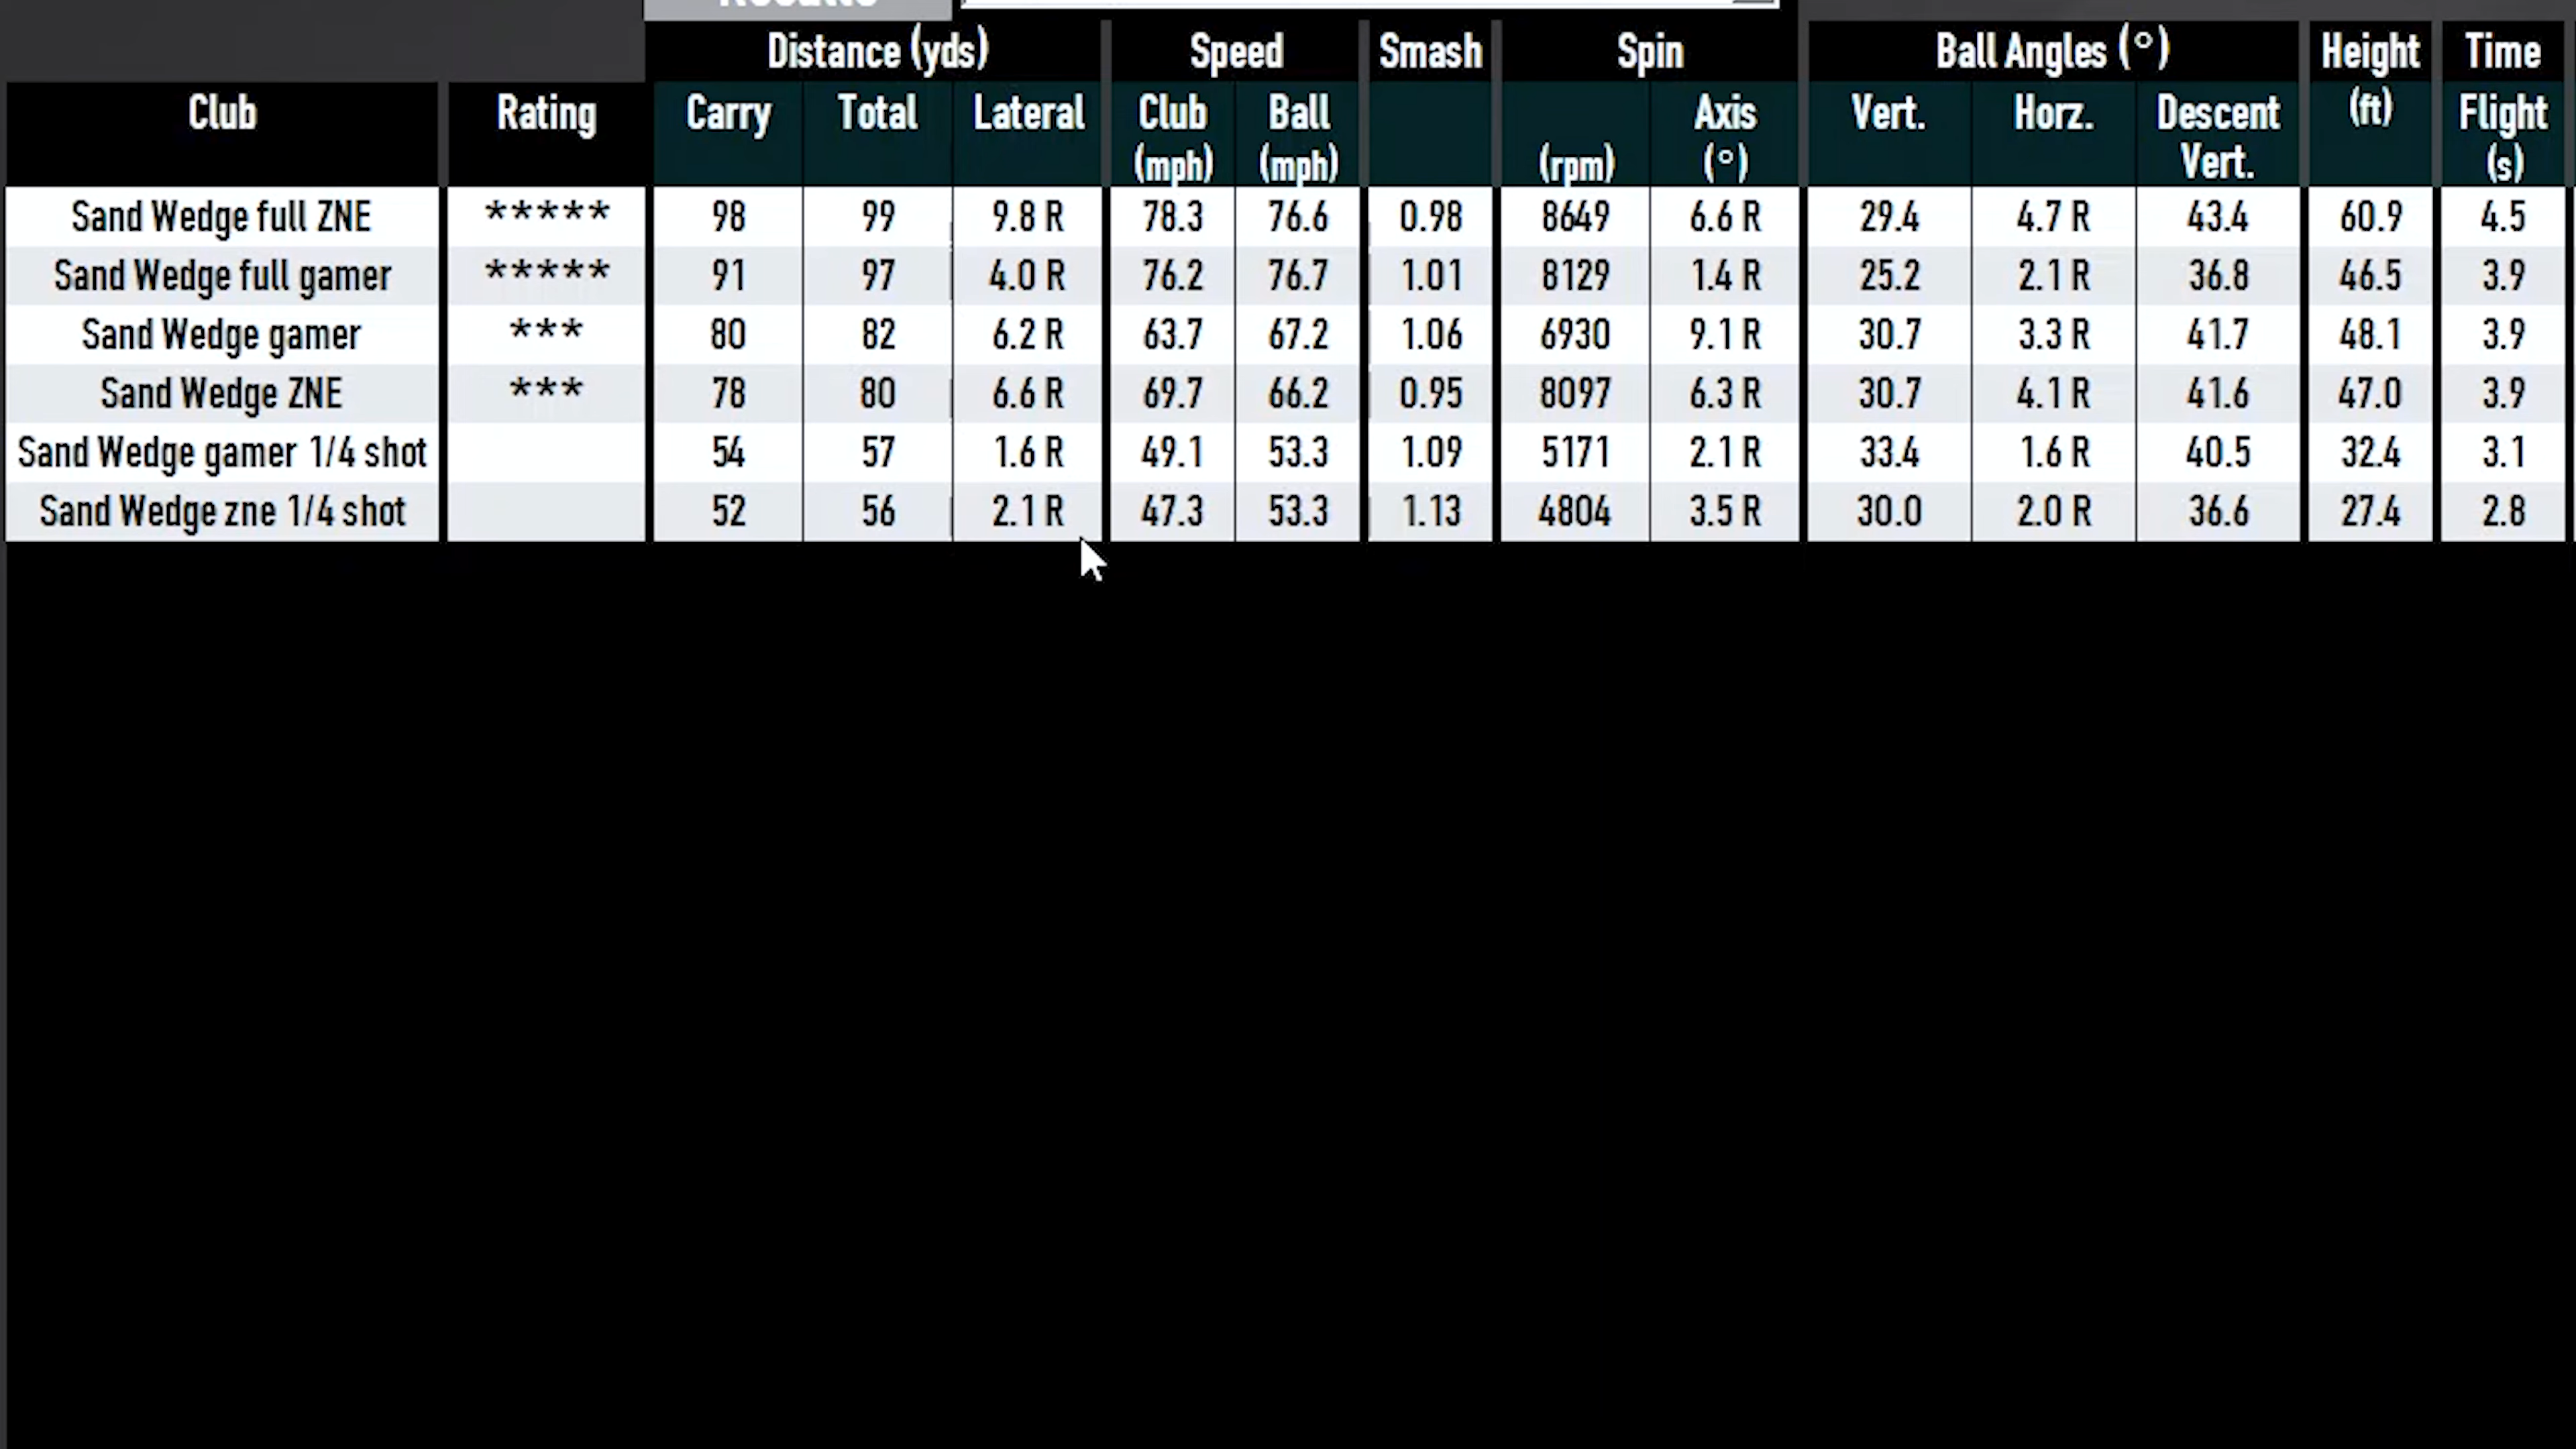 Distance (yds) Speed Smash Spin Ball Angles (°) Height Time
Club Rating Carry Total Lateral Club Ball Axis Vert. Horz. Descent (ft) Flight
(mph) (mph) (rpm) (°) Vert. (s)
Sand Wedge full ZNE ***** 98 99 9.8 R 78.3 76.6 0.98 8649 6.6 R 29.4 4.7 R 43.4 60.9 4.5
Sand Wedge full gamer ***** 91 97 4.0 R 76.2 76.7 1.01 8129 1.4 R 25.2 2.1 R 36.8 46.5 3.9
Sand Wedge gamer *** 80 82 6.2 R 63.7 67.2 1.06 6930 9.1 R 30.7 3.3 R 41.7 48.1 3.9
Sand Wedge ZNE *** 78 80 6.6 R 69.7 66.2 0.95 8097 6.3 R 30.7 4.1 R 41.6 47.0 3.9
Sand Wedge gamer 1/4 shot 54 57 1.6 R 49.1 53.3 1.09 5171 2.1 R 33.4 1.6 R 40.5 32.4 3.1
Sand Wedge zne 1/4 shot 52 56 2.1 R 47.3 53.3 1.13 4804 3.5 R 30.0 2.0 R 36.6 27.4 2.8